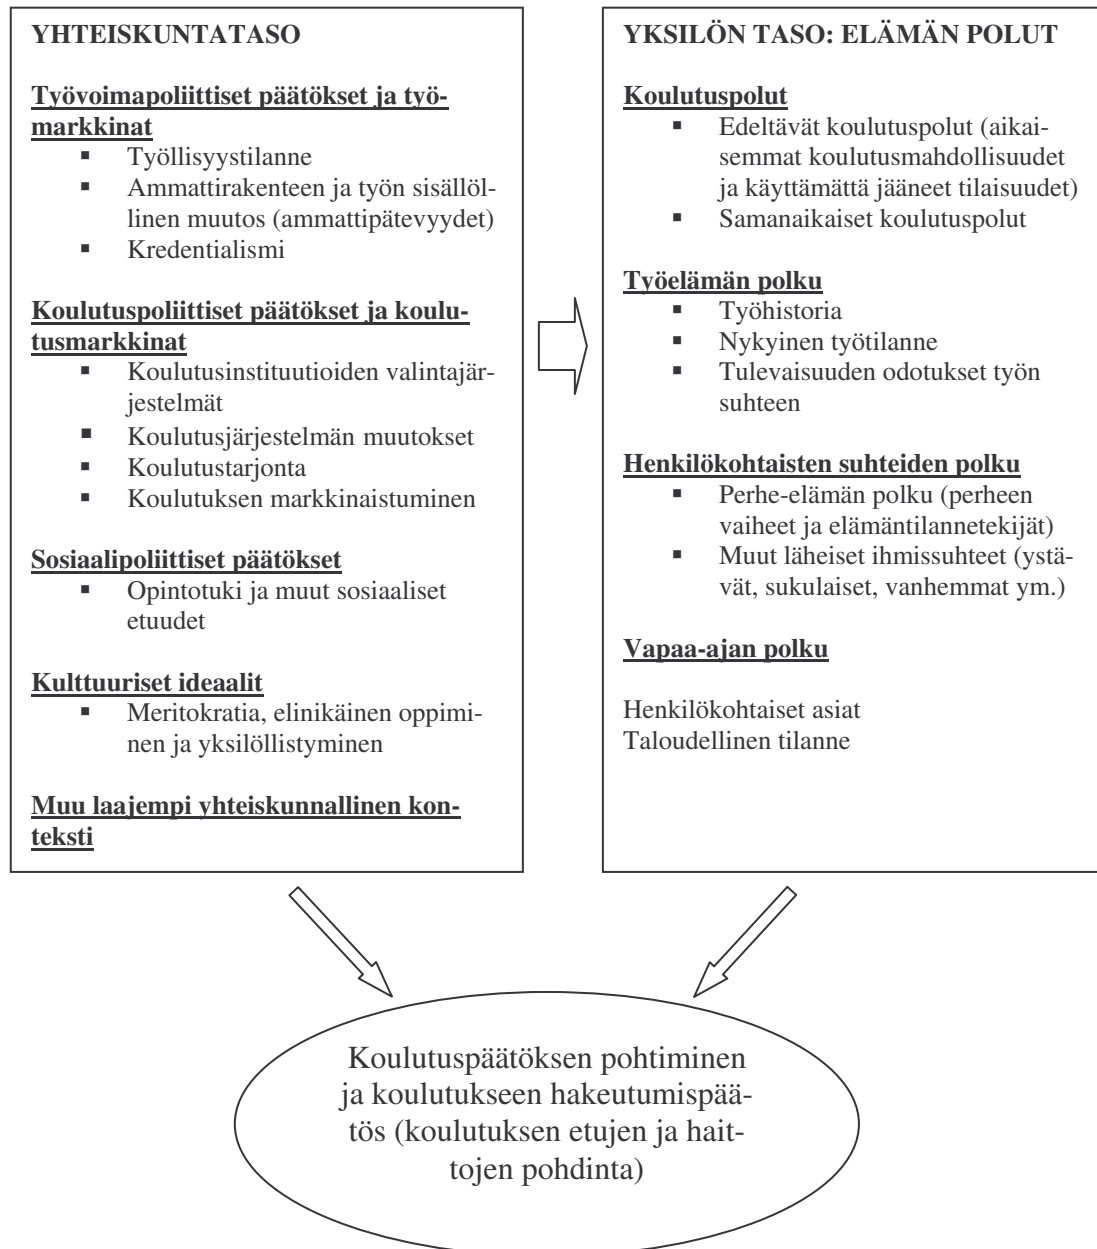 YHTEISKUNTATASO
Työvoimapoliittiset päätökset ja työ-
markkinat
▪ Työllisyystilanne
▪ Ammattirakenteen ja työn sisällöl-
linen muutos (ammattipätevyydet)
▪ Kredentialismi
Koulutuspoliittiset päätökset ja koulu-
tusmarkkinat
▪ Koulutusinstituutioiden valintajär-
jestelmät
▪ Koulutusjärjestelmän muutokset
▪ Koulutustarjonta
▪ Koulutuksen markkinaistuminen
Sosiaalipoliittiset päätökset
▪ Opintotuki ja muut sosiaaliset
etuudet
Kulttuuriset ideaalit
▪ Meritokratia, elinikäinen oppimi-
nen ja yksilöllistyminen
Muu laajempi yhteiskunnallinen kon-
teksti
YKSILÖN TASO: ELÄMÄN POLUT
Koulutuspolut
▪ Edeltävät koulutuspolut (aikai-
semmat koulutusmahdollisuudet
ja käyttämättä jääneet tilaisuudet)
▪ Samanaikaiset koulutuspolut
Työelämän polku
▪ Työhistoria
▪ Nykyinen työtilanne
▪ Tulevaisuuden odotukset työn
suhteen
Henkilökohtaisten suhteiden polku
▪ Perhe-elämän polku (perheen
vaiheet ja elämäntilannetekijät)
▪ Muut läheiset ihmissuhteet (ystä-
vät, sukulaiset, vanhemmat ym.)
Vapaa-ajan polku
Henkilökohtaiset asiat
Taloudellinen tilanne
Koulutuspäätöksen pohtiminen
ja koulutukseen hakeutumispää-
tös (koulutuksen etujen ja hait-
tojen pohdinta)